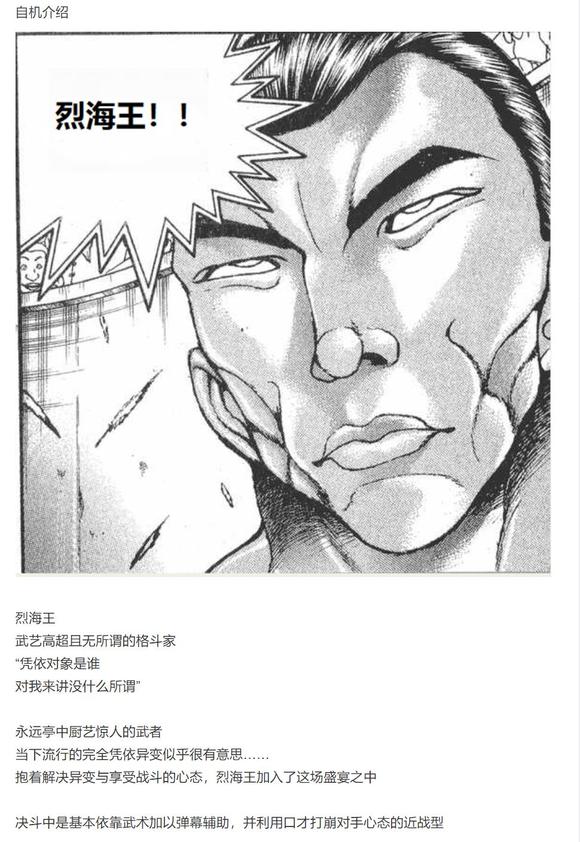 自机介绍
烈海王！！
烈海王
武艺高超且无所谓的格斗家
“凭依对象是谁
对我来讲没什么所谓”
永远亭中厨艺惊人的武者
当下流行的完全凭依异变似乎很有意思……
抱着解决异变与享受战斗的心态，烈海王加入了这场盛宴之中
决斗中是基本依靠武术加以弹幕辅助，并利用口才打崩对手心态的近战型